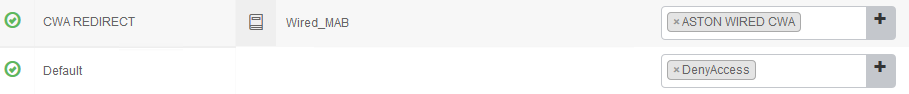 CWA REDIRECT Wired_MAB × ASTON WIRED CWA +
Default × DenyAccess +